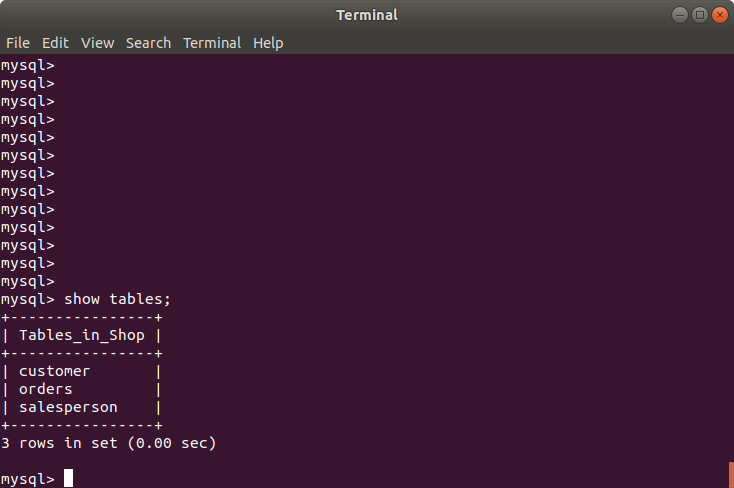 Terminal
File Edit View Search Terminal Help
mysql>
mysql>
mysql>
mysql>
mysql>
mysql>
mysql>
mysql>
mysql>
mysql>
mysql>
mysql>
mysql>
mysql> show tables;
+----------------+
| Tables_in_Shop |
+----------------+
| customer       |
| orders         |
| salesperson    |
+----------------+
3 rows in set (0.00 sec)

mysql>